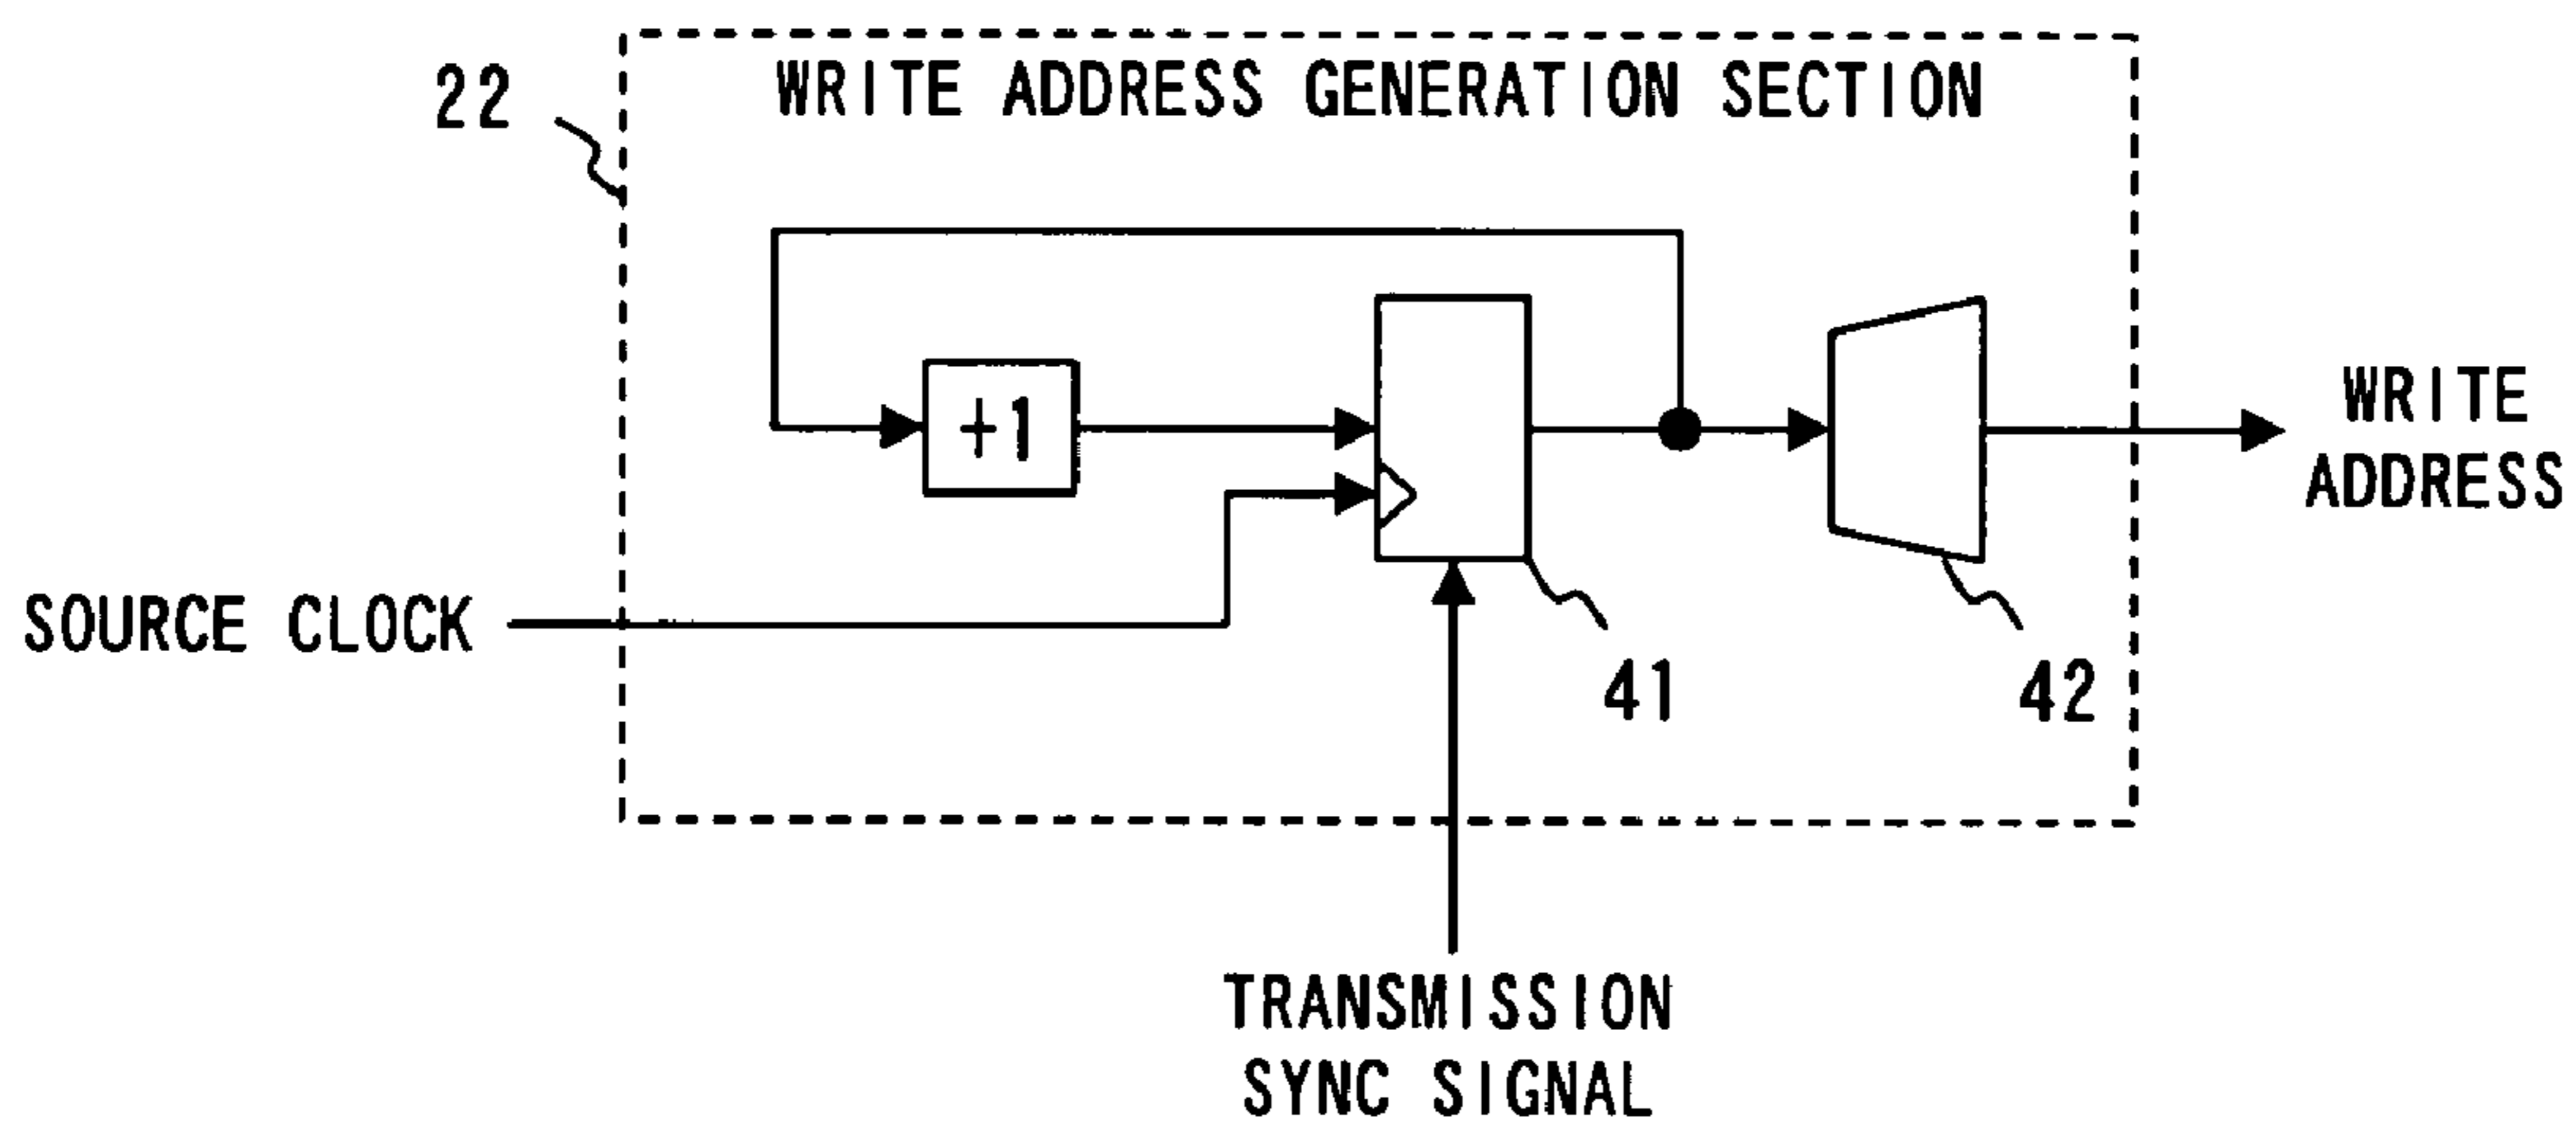 22
WRITE ADDRESS GENERATION SECTION
+1
WRITE
ADDRESS
SOURCE CLOCK
41
42
TRANSMISSION
SYNC SIGNAL